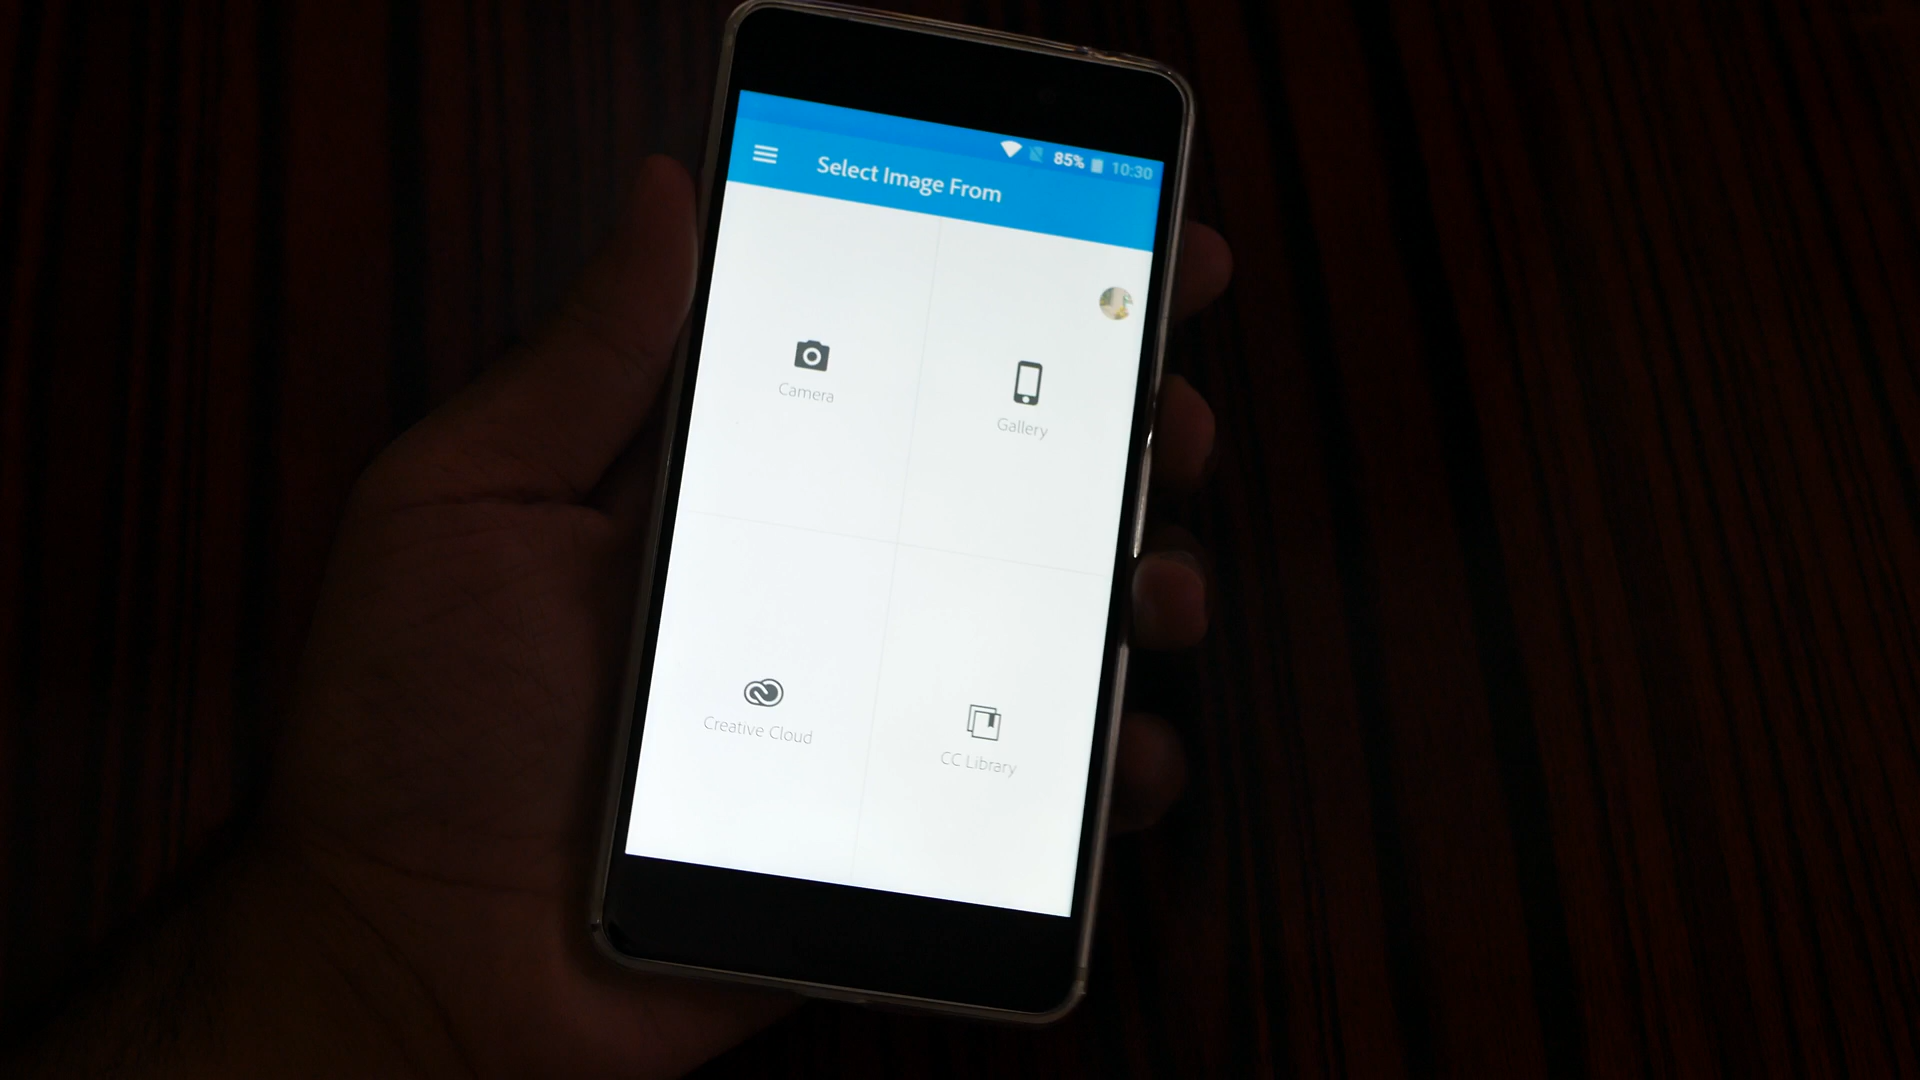 85% 10:30
Select Image From
Camera
Gallery
Creative Cloud
CC Library